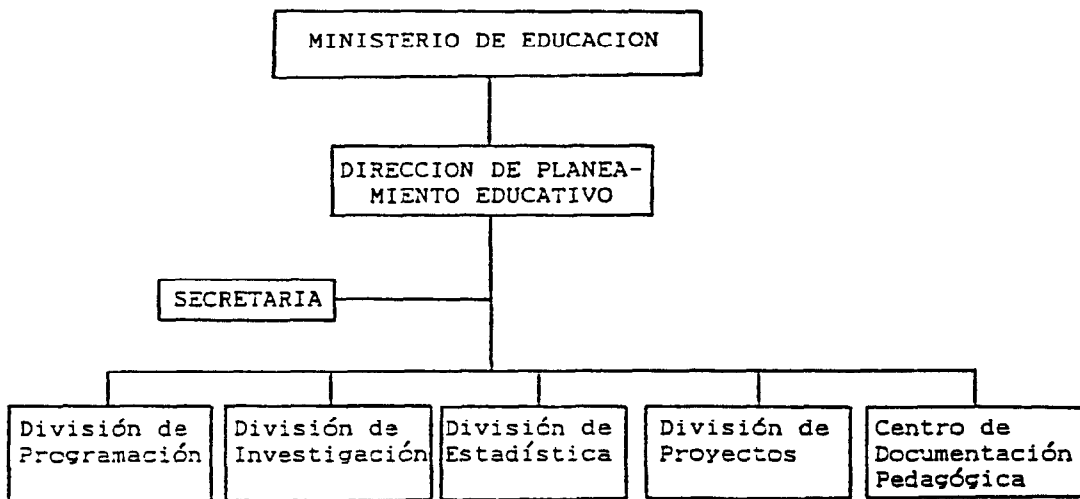 MINISTERIO DE EDUCACION
DIRECCION DE PLANEA-
MIENTO EDUCATIVO
SECRETARIA
División de
Programación
División de
Investigación
División de
Estadística
División de
Proyectos
Centro de
Documentación
Pedagógica